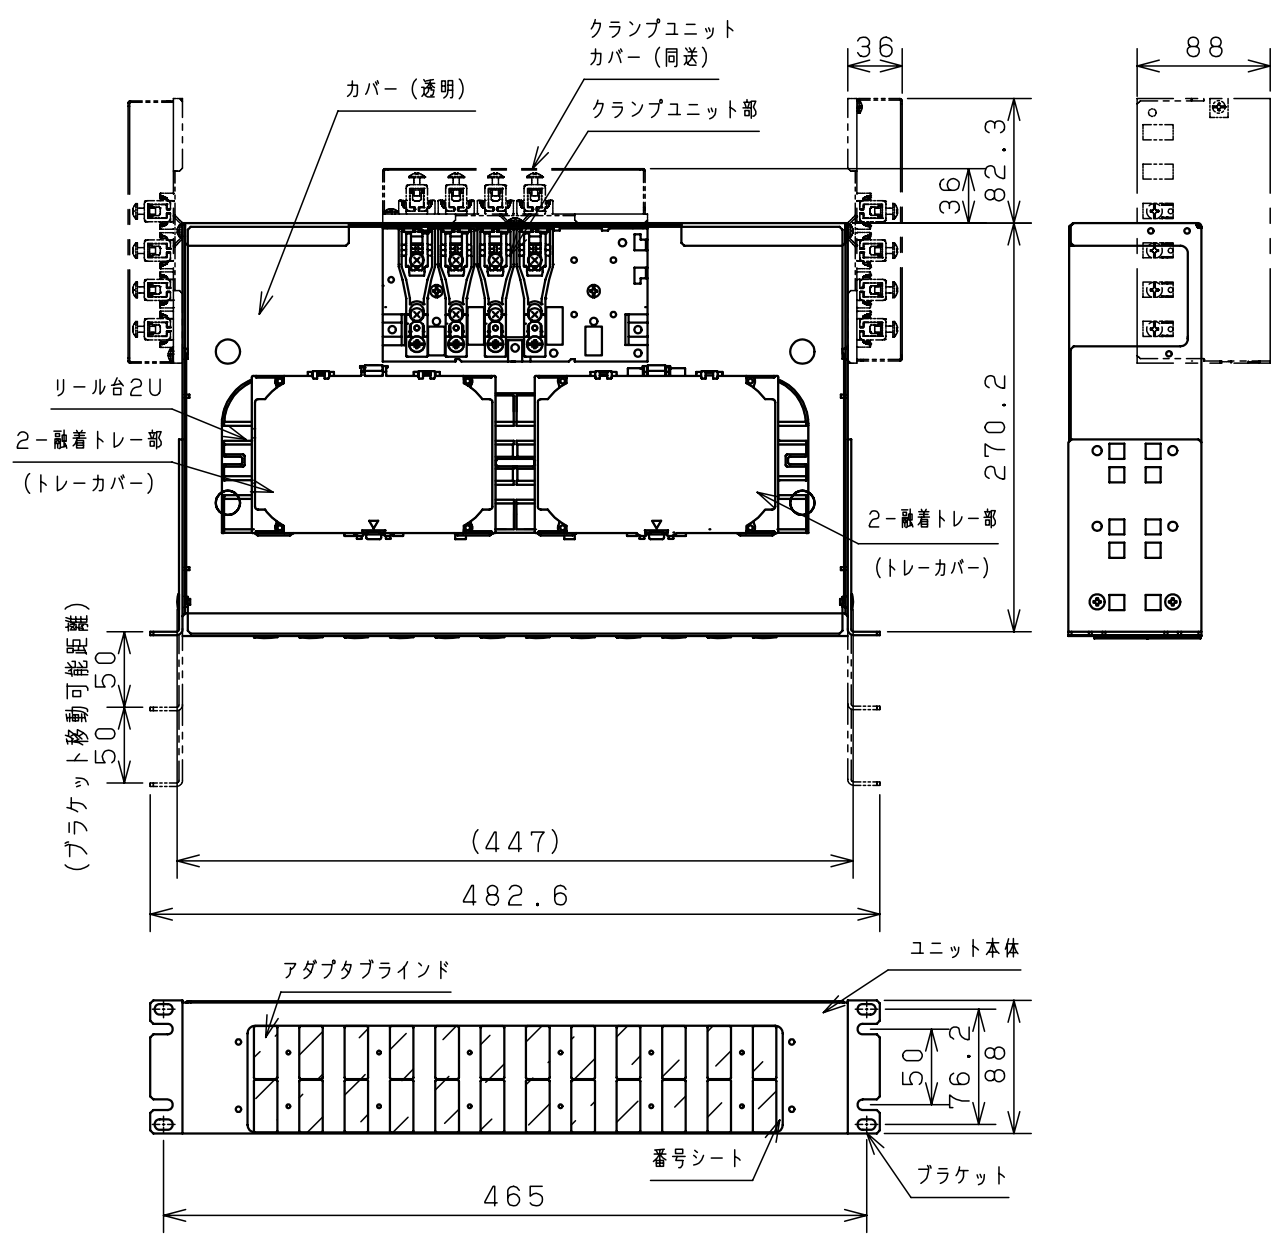 クランプユニット
カバー（同送）
36
88
カバー（透明）
クランプユニット部
82.3
36
リール台2U
2－融着トレー部
（トレーカバー）
270.2
2－融着トレー部
（トレーカバー）
（ブラケット移動可能距離）
50
50
(447)
482.6
ユニット本体
アダプタブラインド
50
76.2
88
番号シート
ブラケット
465